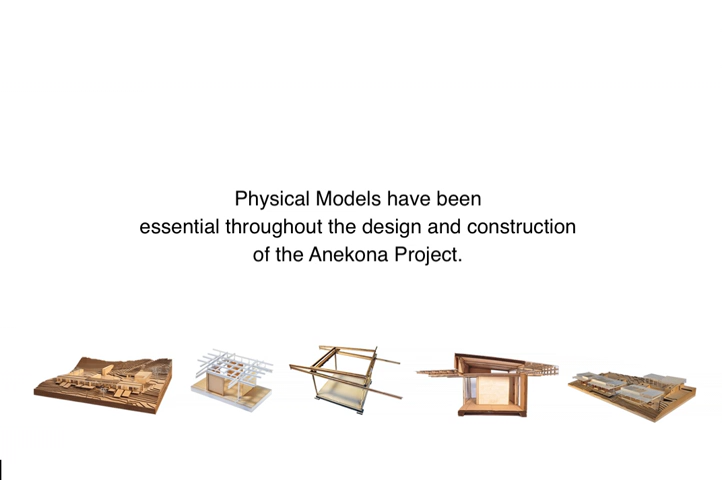 Physical Models have been
essential throughout the design and construction
of the Anekona Project.